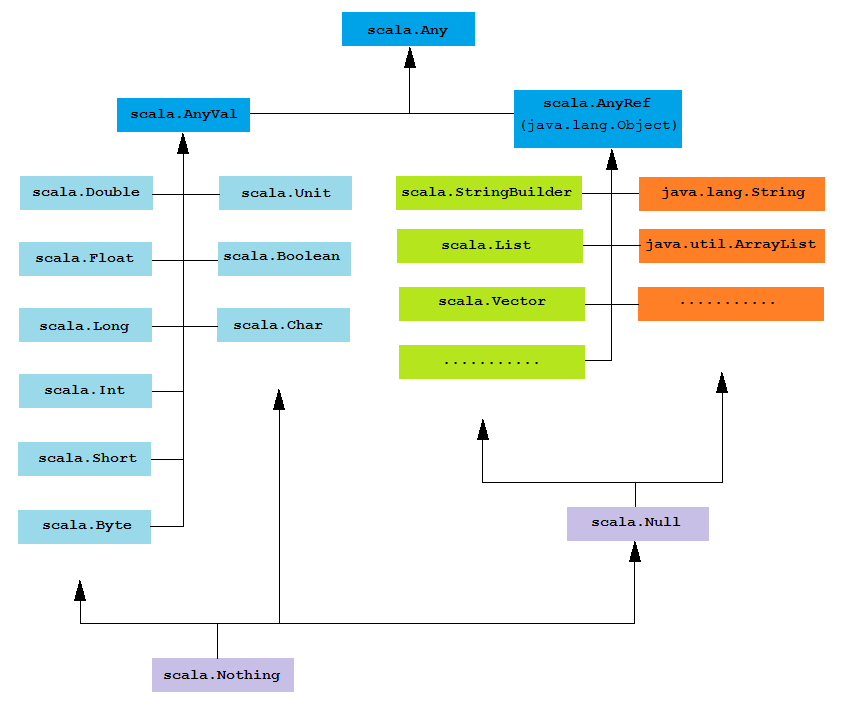 scala.Any
scala.AnyVal
scala.AnyRef
(java.lang.Object)
scala.Double
scala.Unit
scala.StringBuilder
java.lang.String
scala.Float
scala.Boolean
scala.List
java.util.ArrayList
scala.Long
scala.Char
scala.Vector
...........
scala.Int
...........
scala.Short
scala.Byte
scala.Null
scala.Nothing